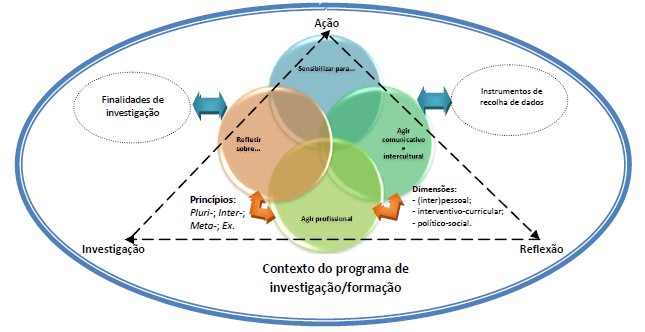 Ação
Sensibilizar para...
Finalidades de
investigação
Instrumentos de
recolha de dados
Refletir
sobre...
Agir
comunicativo
e
intercultural
Princípios:
Pluri-; Inter-;
Meta-; Ex.
Agir profissional
Dimensões:
- (inter)pessoal;
- interventivo-curricular;
- político-social.
Investigação
Reflexão
Contexto do programa de
investigação/formação